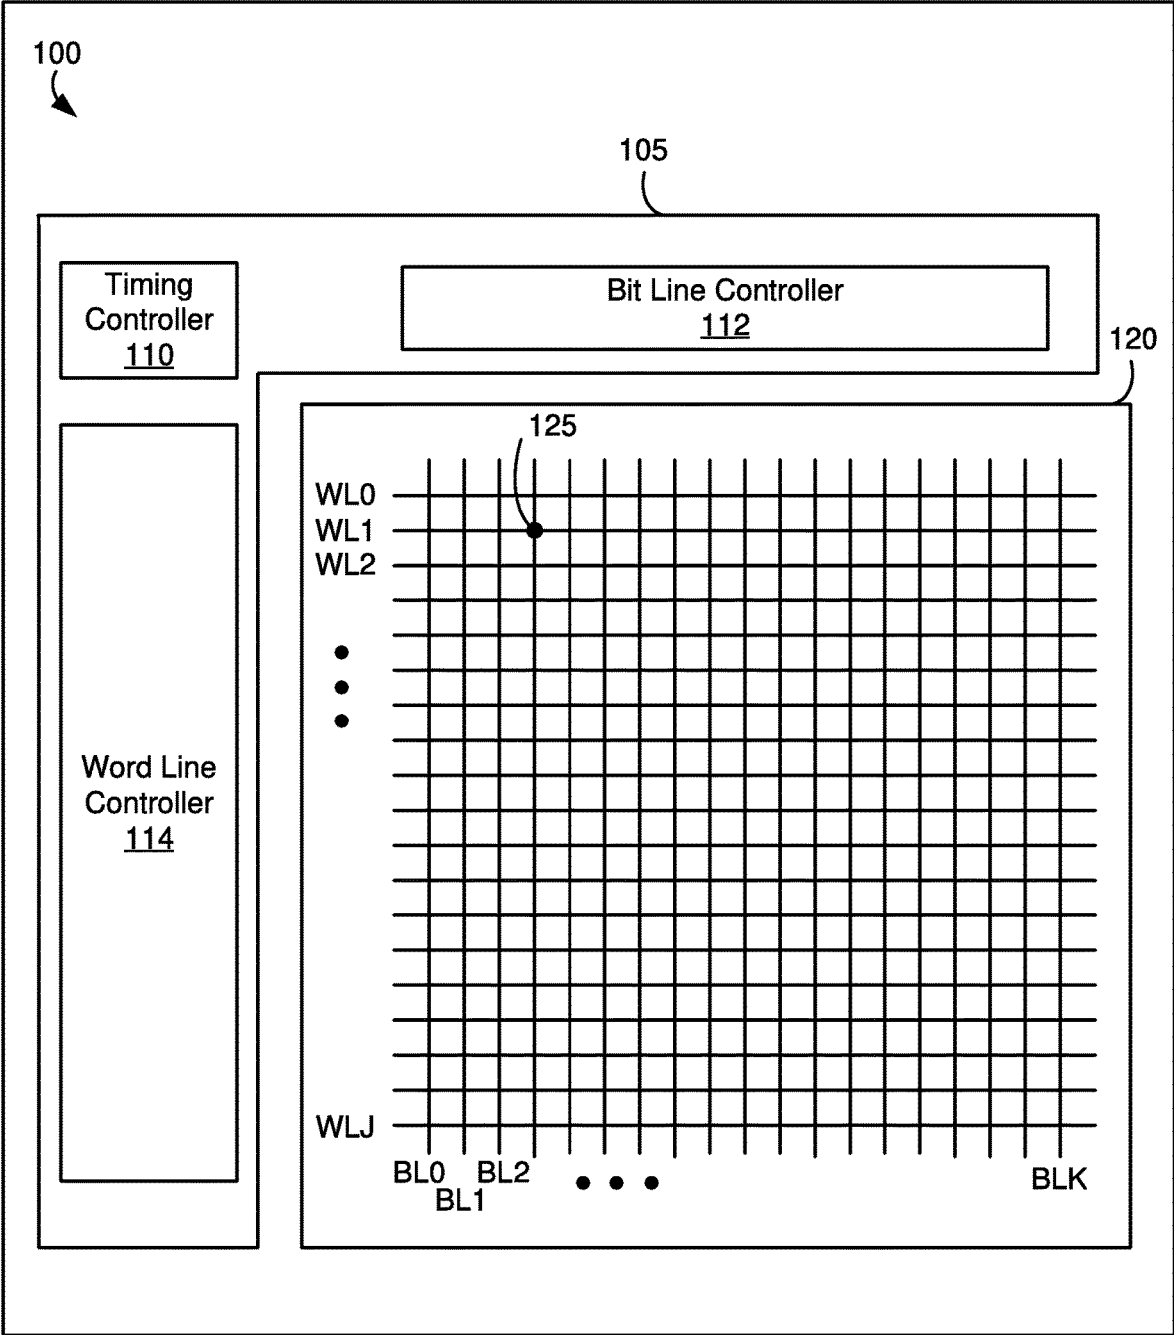 100
105
Timing
Controller
110
Bit Line Controller
112
120
125
WL0
WL1
WL2
Word Line
Controller
114
WLJ
BL0
BL1
BL2
BLK